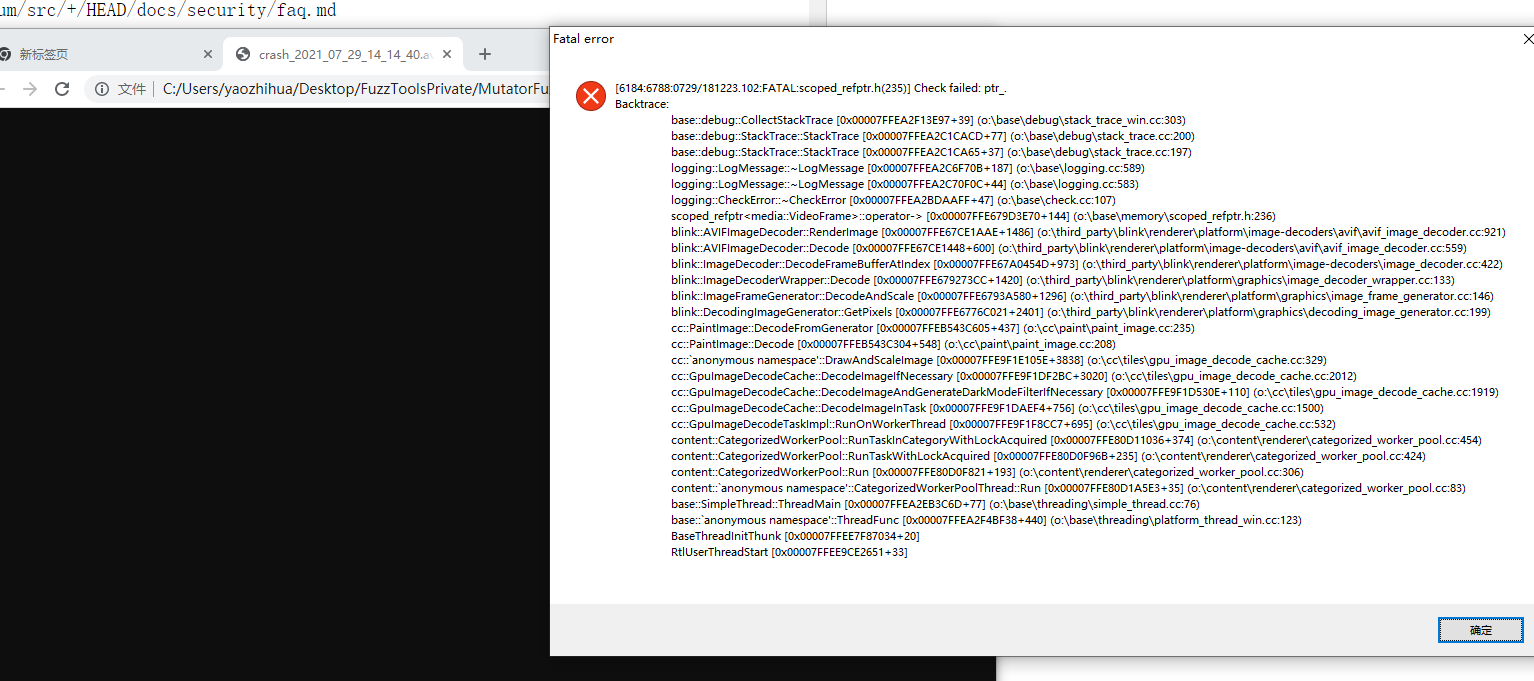 um/src/+/HEAD/docs/security/faq.md
新标签页
crash_2021_07_29_14_14_40.a
文件 C:/Users/yaozhihua/Desktop/FuzzToolsPrivate/MutatorFu
Fatal error
[6184:6788:0729/181223.102:FATAL:scoped_refptr.h(235)] Check failed: ptr_.
Backtrace:
base::debug::CollectStackTrace [0x00007FFEA2F13E97+39] (o:\base\debug\stack_trace_win.cc:303)
base::debug::StackTrace::StackTrace [0x00007FFEA2C1CACD+77] (o:\base\debug\stack_trace.cc:200)
base::debug::StackTrace::StackTrace [0x00007FFEA2C1CA65+37] (o:\base\debug\stack_trace.cc:197)
logging::LogMessage::~LogMessage [0x00007FFEA2C6F70B+187] (o:\base\logging.cc:589)
logging::LogMessage::~LogMessage [0x00007FFEA2C70F0C+44] (o:\base\logging.cc:583)
logging::CheckError::~CheckError [0x00007FFEA2BDAAFF+47] (o:\base\check.cc:107)
scoped_refptr<media::VideoFrame>::operator-> [0x00007FFE679D3E70+144] (o:\base\memory\scoped_refptr.h:236)
blink::AVIFImageDecoder::RenderImage [0x00007FFE67CE1AAE+1486] (o:\third_party\blink\renderer\platform\image-decoders\avif\avif_image_decoder.cc:921)
blink::AVIFImageDecoder::Decode [0x00007FFE67CE1448+600] (o:\third_party\blink\renderer\platform\image-decoders\avif\avif_image_decoder.cc:559)
blink::ImageDecoder::DecodeFrameBufferAtIndex [0x00007FFE67A0454D+973] (o:\third_party\blink\renderer\platform\image-decoders\image_decoder.cc:422)
blink::ImageDecoderWrapper::Decode [0x00007FFE679273CC+1420] (o:\third_party\blink\renderer\platform\graphics\image_decoder_wrapper.cc:133)
blink::ImageFrameGenerator::DecodeAndScale [0x00007FFE6793A580+1296] (o:\third_party\blink\renderer\platform\graphics\image_frame_generator.cc:146)
blink::DecodingImageGenerator::GetPixels [0x00007FFE6776C021+2401] (o:\third_party\blink\renderer\platform\graphics\decoding_image_generator.cc:199)
cc::PaintImage::DecodeFromGenerator [0x00007FFEB543C605+437] (o:\cc\paint\paint_image.cc:235)
cc::PaintImage::Decode [0x00007FFEB543C304+548] (o:\cc\paint\paint_image.cc:208)
cc::`anonymous namespace'::DrawAndScaleImage [0x00007FFE9F1E105E+3838] (o:\cc\tiles\gpu_image_decode_cache.cc:329)
cc::GpuImageDecodeCache::DecodeImageIfNecessary [0x00007FFE9F1DF2BC+3020] (o:\cc\tiles\gpu_image_decode_cache.cc:2012)
cc::GpuImageDecodeCache::DecodeImageAndGenerateDarkModeFilterIfNecessary [0x00007FFE9F1D530E+110] (o:\cc\tiles\gpu_image_decode_cache.cc:1919)
cc::GpuImageDecodeCache::DecodeImageInTask [0x00007FFE9F1DAEF4+756] (o:\cc\tiles\gpu_image_decode_cache.cc:1500)
cc::GpuImageDecodeTaskImpl::RunOnWorkerThread [0x00007FFE9F1F8CC7+695] (o:\cc\tiles\gpu_image_decode_cache.cc:532)
content::CategorizedWorkerPool::RunTaskInCategoryWithLockAcquired [0x00007FFE80D11036+374] (o:\content\renderer\categorized_worker_pool.cc:454)
content::CategorizedWorkerPool::RunTaskWithLockAcquired [0x00007FFE80D0F96B+235] (o:\content\renderer\categorized_worker_pool.cc:424)
content::CategorizedWorkerPool::Run [0x00007FFE80D0F821+193] (o:\content\renderer\categorized_worker_pool.cc:306)
content::`anonymous namespace'::CategorizedWorkerPoolThread::Run [0x00007FFE80D1A5E3+35] (o:\content\renderer\categorized_worker_pool.cc:83)
base::SimpleThread::ThreadMain [0x00007FFEA2EB3C6D+77] (o:\base\threading\simple_thread.cc:76)
base::`anonymous namespace'::ThreadFunc [0x00007FFEA2F4BF38+440] (o:\base\threading\platform_thread_win.cc:123)
BaseThreadInitThunk [0x00007FFEE7F87034+20]
RtlUserThreadStart [0x00007FFEE9CE2651+33]
确定